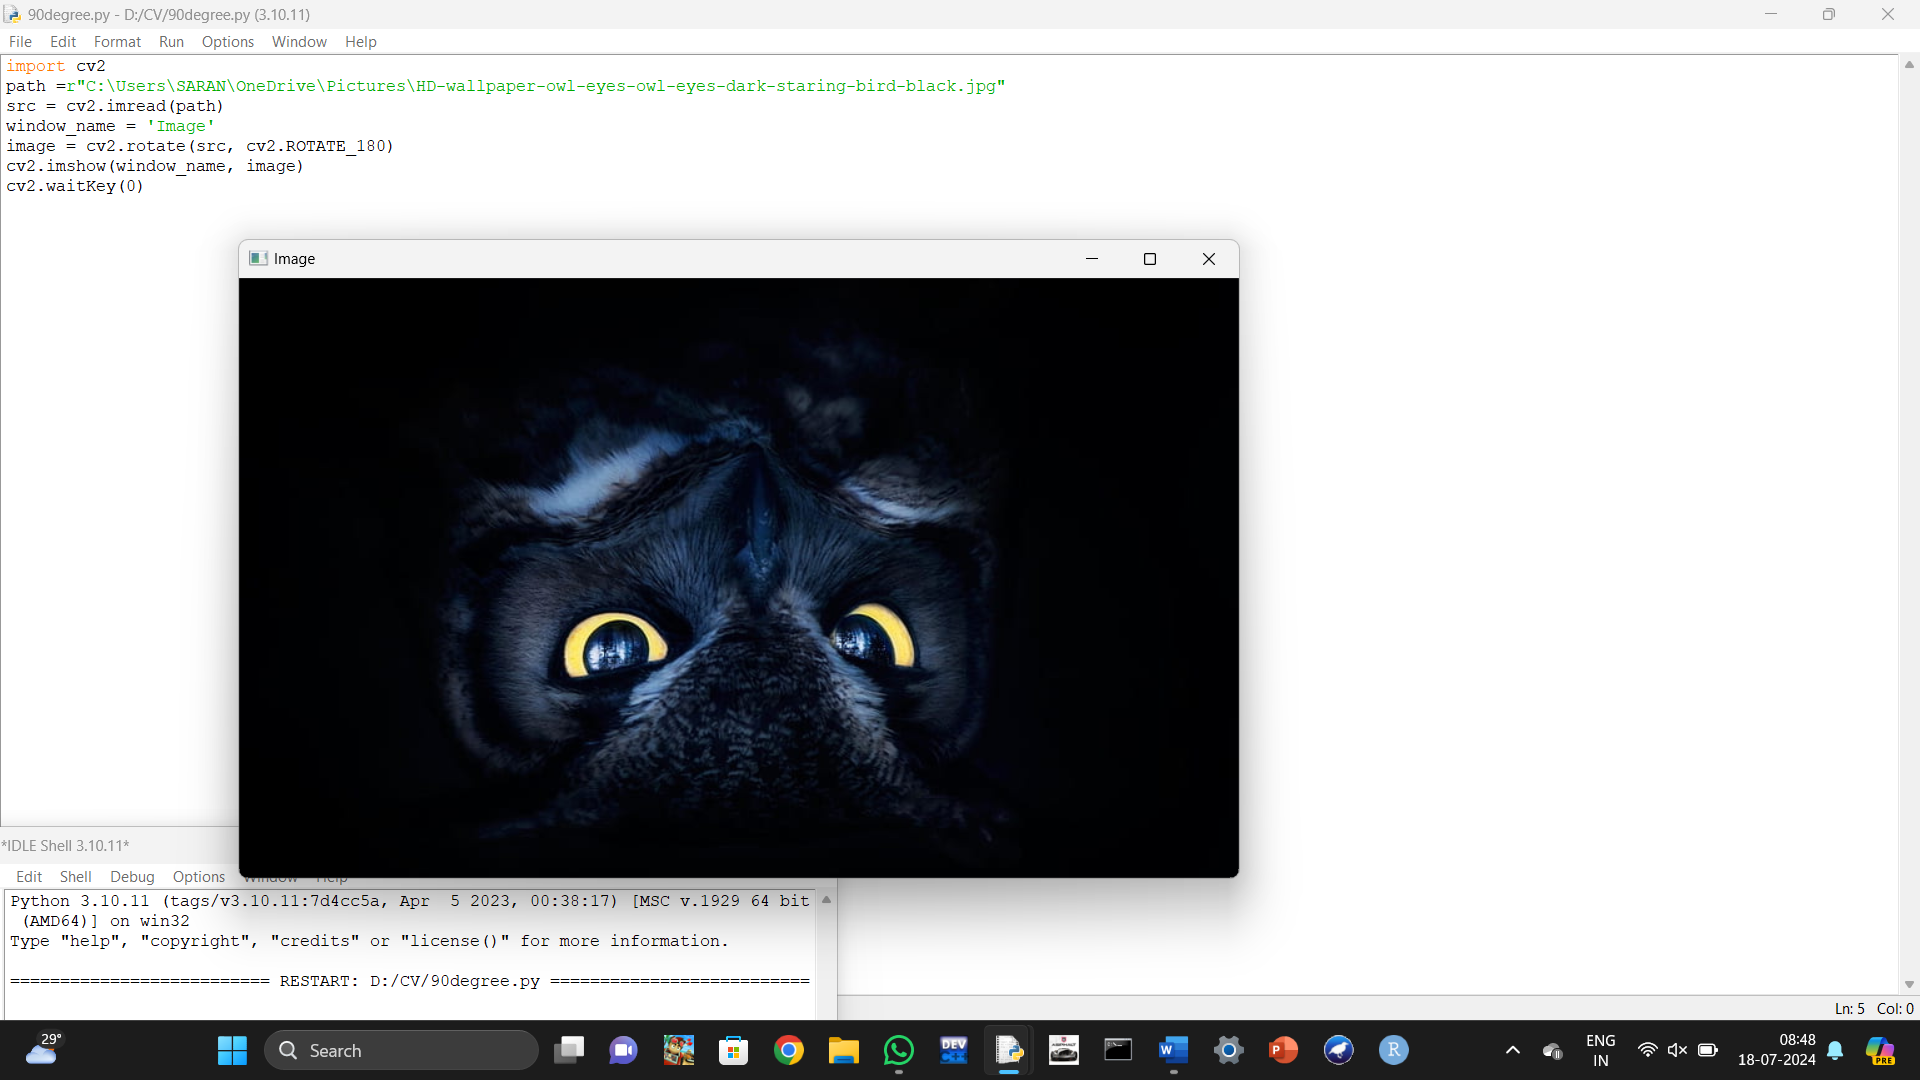 90degree.py - D:/CV/90degree.py (3.10.11)
File Edit Format Run Options Window Help
import cv2
path =r"C:\Users\SARAN\OneDrive\Pictures\HD-wallpaper-owl-eyes-owl-eyes-dark-staring-bird-black.jpg"
src = cv2.imread(path)
window_name = 'Image'
image = cv2.rotate(src, cv2.ROTATE_180)
cv2.imshow(window_name, image)
cv2.waitKey(0)
Image
*IDLE Shell 3.10.11*
Edit Shell Debug Options Window Help
Python 3.10.11 (tags/v3.10.11:7d4cc5a, Apr  5 2023, 00:38:17) [MSC v.1929 64 bit
 (AMD64)] on win32
Type "help", "copyright", "credits" or "license()" for more information.
========================== RESTART: D:/CV/90degree.py ==========================
Ln: 5 Col: 0
29°
Search
DEV
C++
ASPHALT
W
P
R
ENG
IN
08:48
18-07-2024
PRE